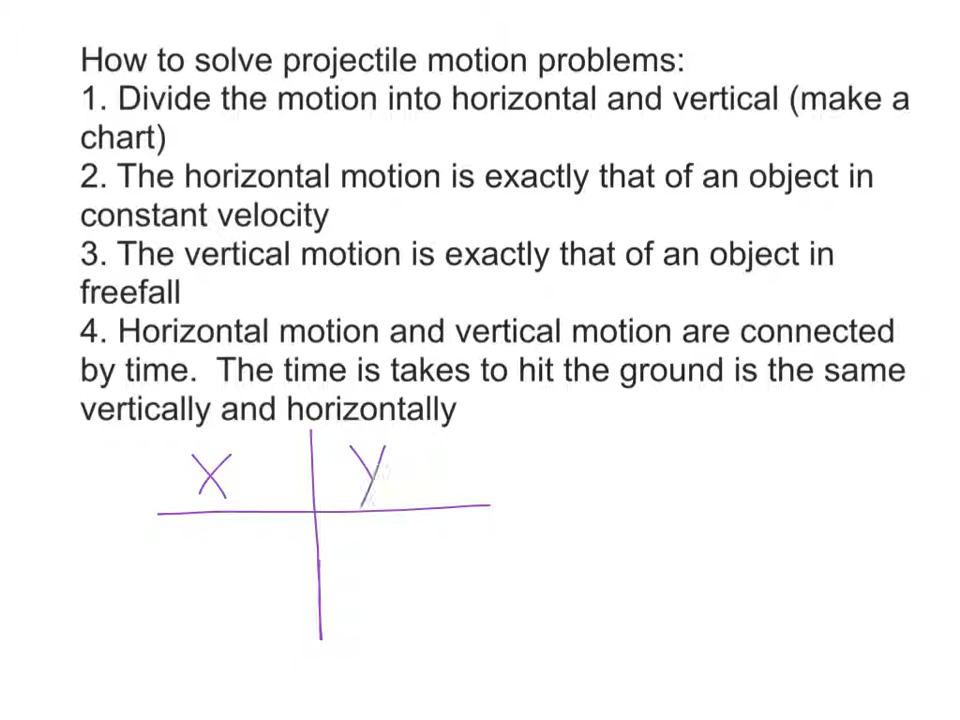 How to solve projectile motion problems:
1. Divide the motion into horizontal and vertical (make a
chart)
2. The horizontal motion is exactly that of an object in
constant velocity
3. The vertical motion is exactly that of an object in
freefall
4. Horizontal motion and vertical motion are connected
by time.  The time is takes to hit the ground is the same
vertically and horizontally
X Y